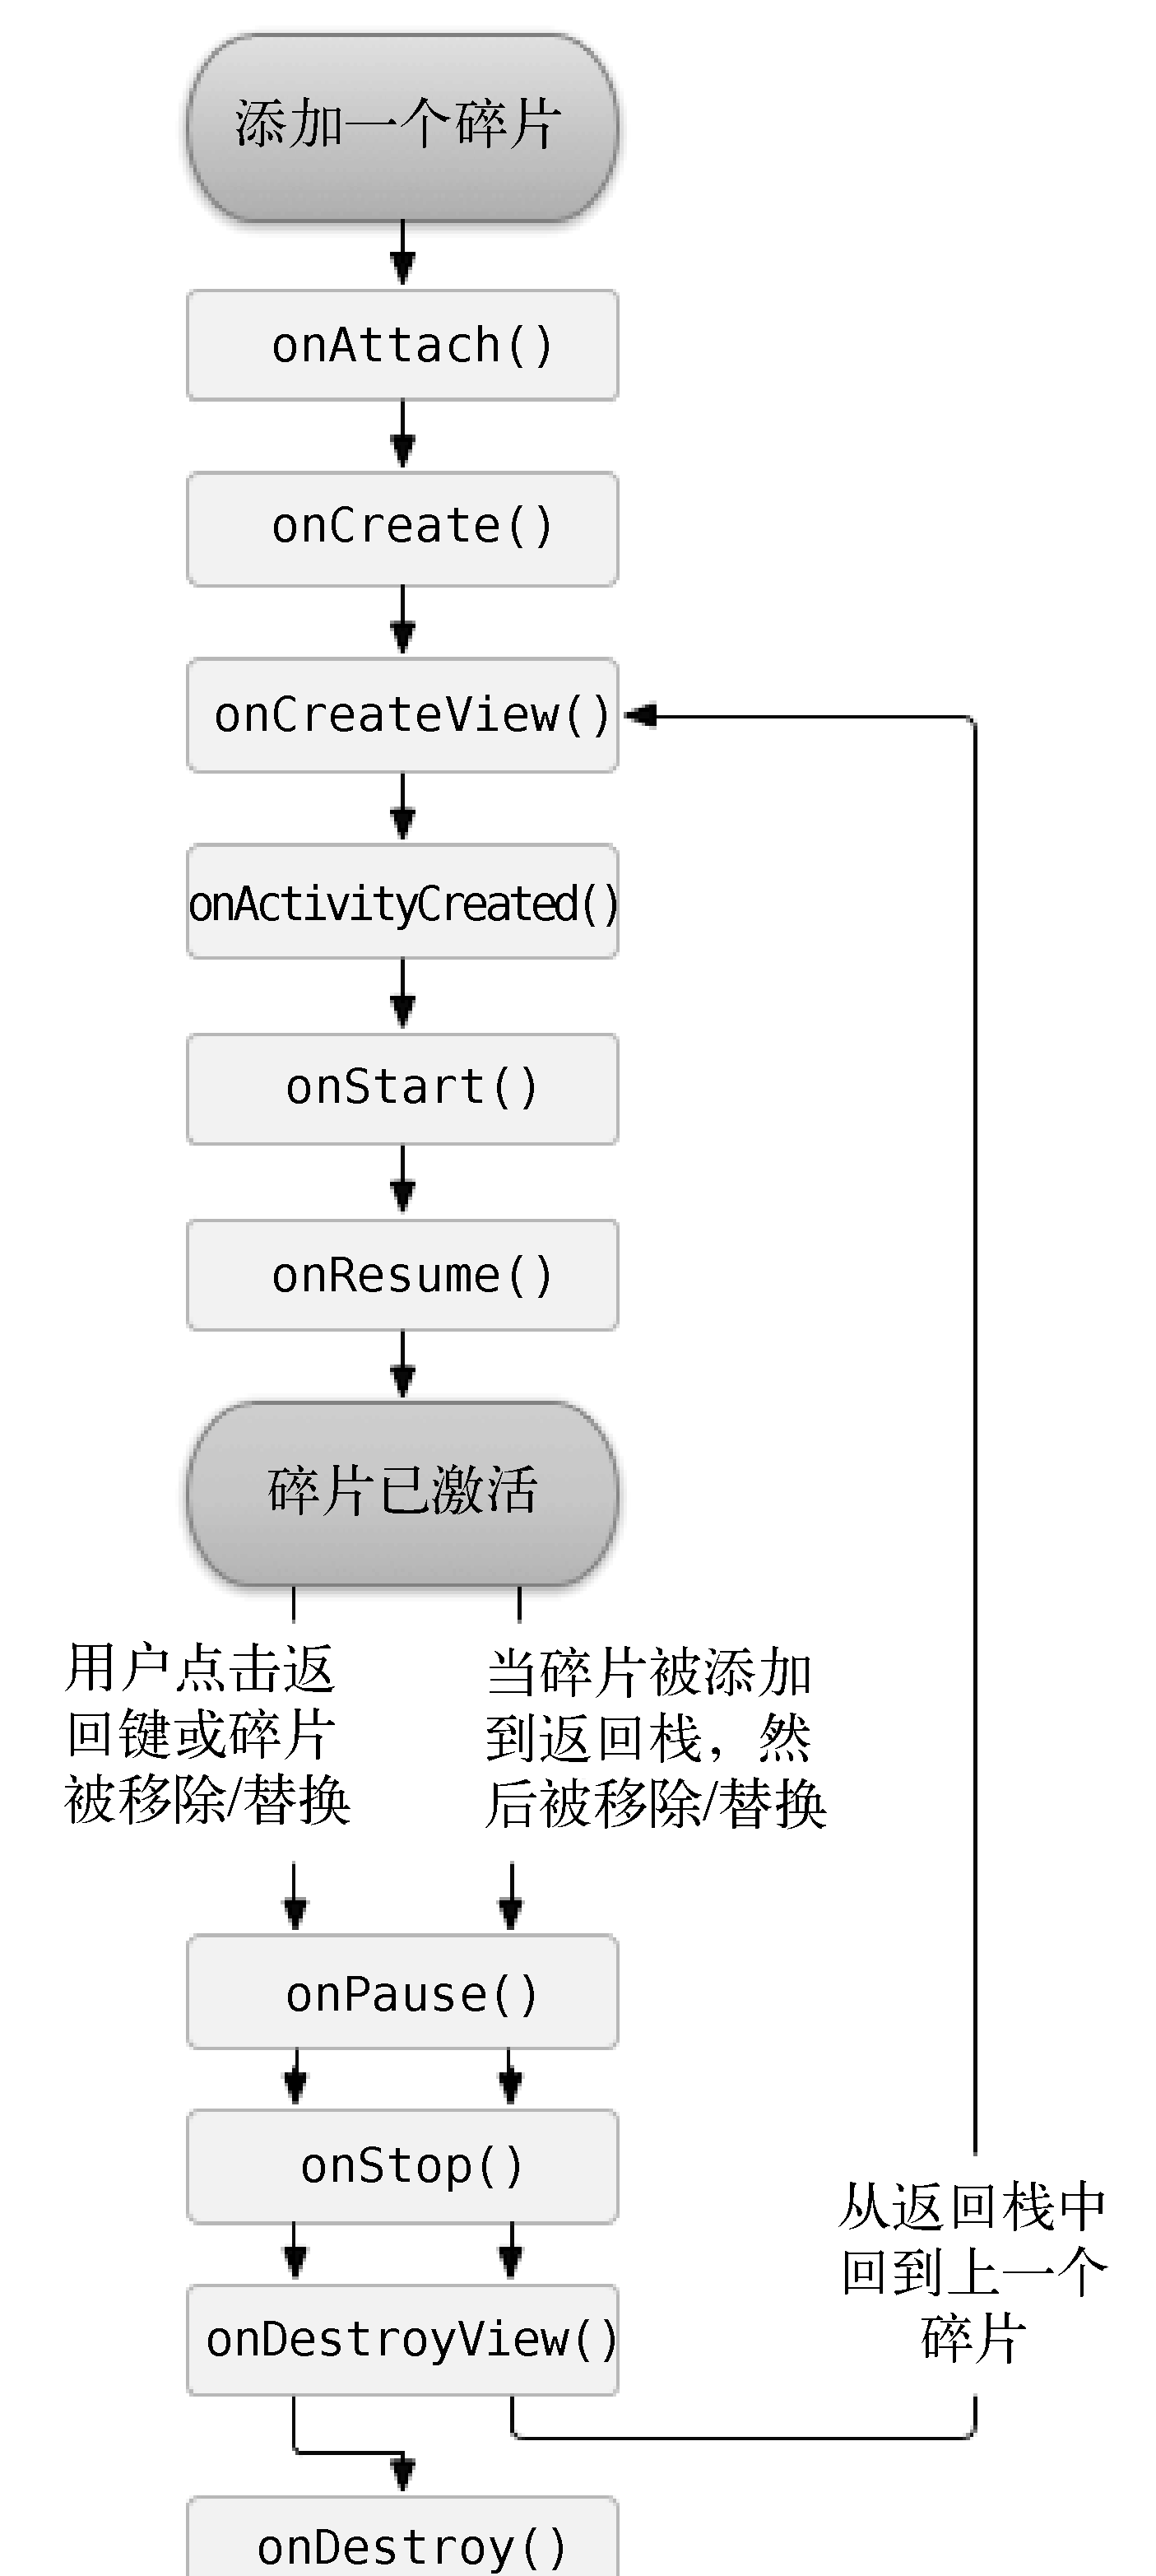 添加一个碎片
onAttach()
onCreate()
onCreateView()
onActivityCreated()
onStart()
onResume()
碎片已激活
用户点击返
回键或碎片
被移除/替换
当碎片被添加
到返回栈，然
后被移除/替换
onPause()
onStop()
onDestroyView()
从返回栈中
回到上一个
碎片
onDestroy()